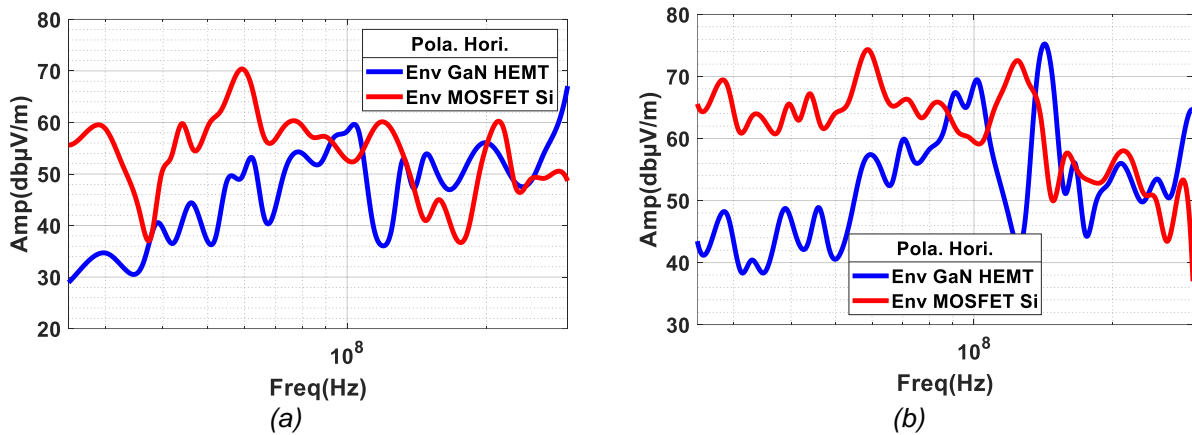 80
70
60
50
40
30
20
Amp(dbµV/m)
Pola. Hori.
Env GaN HEMT
Env MOSFET Si
10^8
Freq(Hz)
(a)
80
70
60
50
40
30
Amp(dbµV/m)
Pola. Hori.
Env GaN HEMT
Env MOSFET Si
10^8
Freq(Hz)
(b)